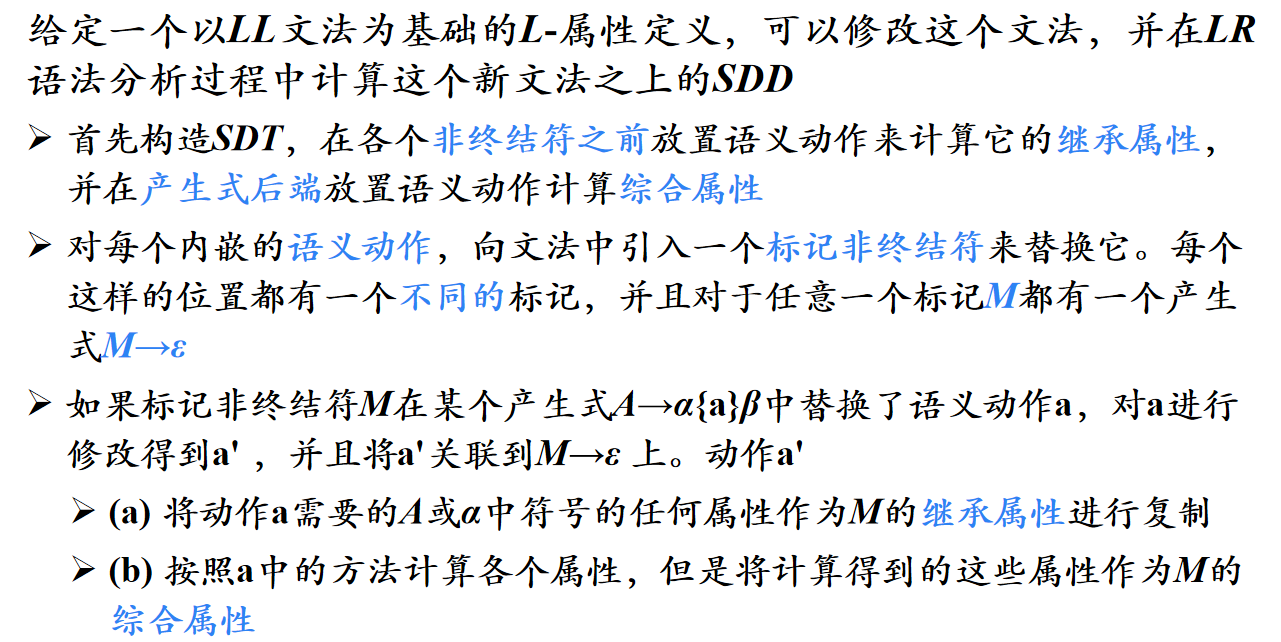 给定一个以LL文法为基础的L-属性定义，可以修改这个文法，并在LR
语法分析过程中计算这个新文法之上的SDD
➢ 首先构造SDT，在各个非终结符之前放置语义动作来计算它的继承属性，
并在产生式后端放置语义动作计算综合属性
➢ 对每个内嵌的语义动作，向文法中引入一个标记非终结符来替换它。每个
这样的位置都有一个不同的标记，并且对于任意一个标记M都有一个产生
式M→ε
➢ 如果标记非终结符M在某个产生式A→α{a}β中替换了语义动作a，对a进行
修改得到a' ，并且将a'关联到M→ε 上。动作a'
➢ (a) 将动作a需要的A或α中符号的任何属性作为M的继承属性进行复制
➢ (b) 按照a中的方法计算各个属性，但是将计算得到的这些属性作为M的
综合属性